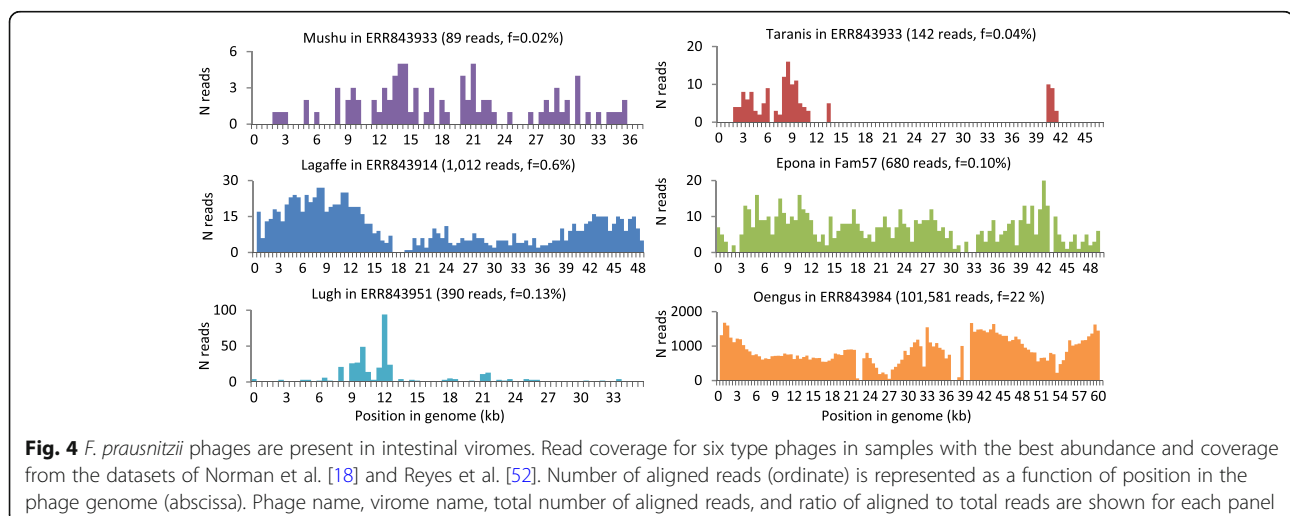 Mushu in ERR843933 (89 reads, f=0.02%)
N reads
6
3
0
0 3 6 9 12 15 18 21 24 27 30 33 36
Taranis in ERR843933 (142 reads, f=0.04%)
N reads
20
10
0
0 3 6 9 12 15 18 21 24 27 30 33 36 39 42 45
Lagaffe in ERR843914 (1,012 reads, f=0.6%)
N reads
30
15
0
0 3 6 9 12 15 18 21 24 27 30 33 36 39 42 45 48
Epona in Fam57 (680 reads, f=0.10%)
N reads
20
10
0
0 3 6 9 12 15 18 21 24 27 30 33 36 39 42 45 48
Lugh in ERR843951 (390 reads, f=0.13%)
N reads
100
50
0
0 3 6 9 12 15 18 21 24 27 30 33
Position in genome (kb)
Oengus in ERR843984 (101,581 reads, f=22 %)
N reads
2000
1000
0
0 3 6 9 12 15 18 21 24 27 30 33 36 39 42 45 48 51 54 57 60
Position in genome (kb)
Fig. 4 F. prausnitzii phages are present in intestinal viromes. Read coverage for six type phages in samples with the best abundance and coverage
from the datasets of Norman et al. [18] and Reyes et al. [52]. Number of aligned reads (ordinate) is represented as a function of position in the
phage genome (abscissa). Phage name, virome name, total number of aligned reads, and ratio of aligned to total reads are shown for each panel